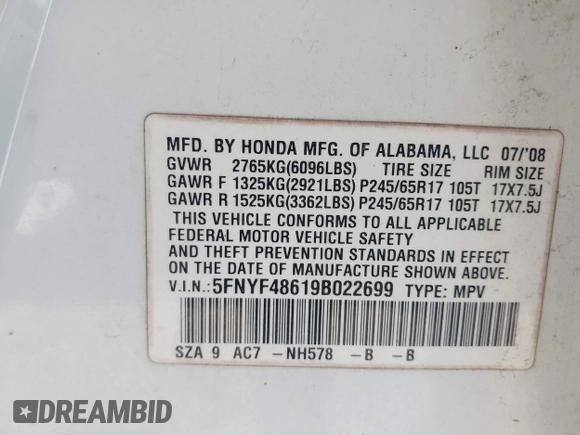 MFD. BY HONDA MFG. OF ALABAMA, LLC 07/'08
GVWR 2765KG(6096LBS) TIRE SIZE RIM SIZE
GAWR F 1325KG(2921LBS) P245/65R17 105T 17X7.5J
GAWR R 1525KG(3362LBS) P245/65R17 105T 17X7.5J
THIS VEHICLE CONFORMS TO ALL APPLICABLE
FEDERAL MOTOR VEHICLE SAFETY
AND THEFT PREVENTION STANDARDS IN EFFECT
ON THE DATE OF MANUFACTURE SHOWN ABOVE.
V.I.N.:5FNYF48619B022699 TYPE: MPV
SZA 9 AC7 -NH578 -B -B
DREAMBID